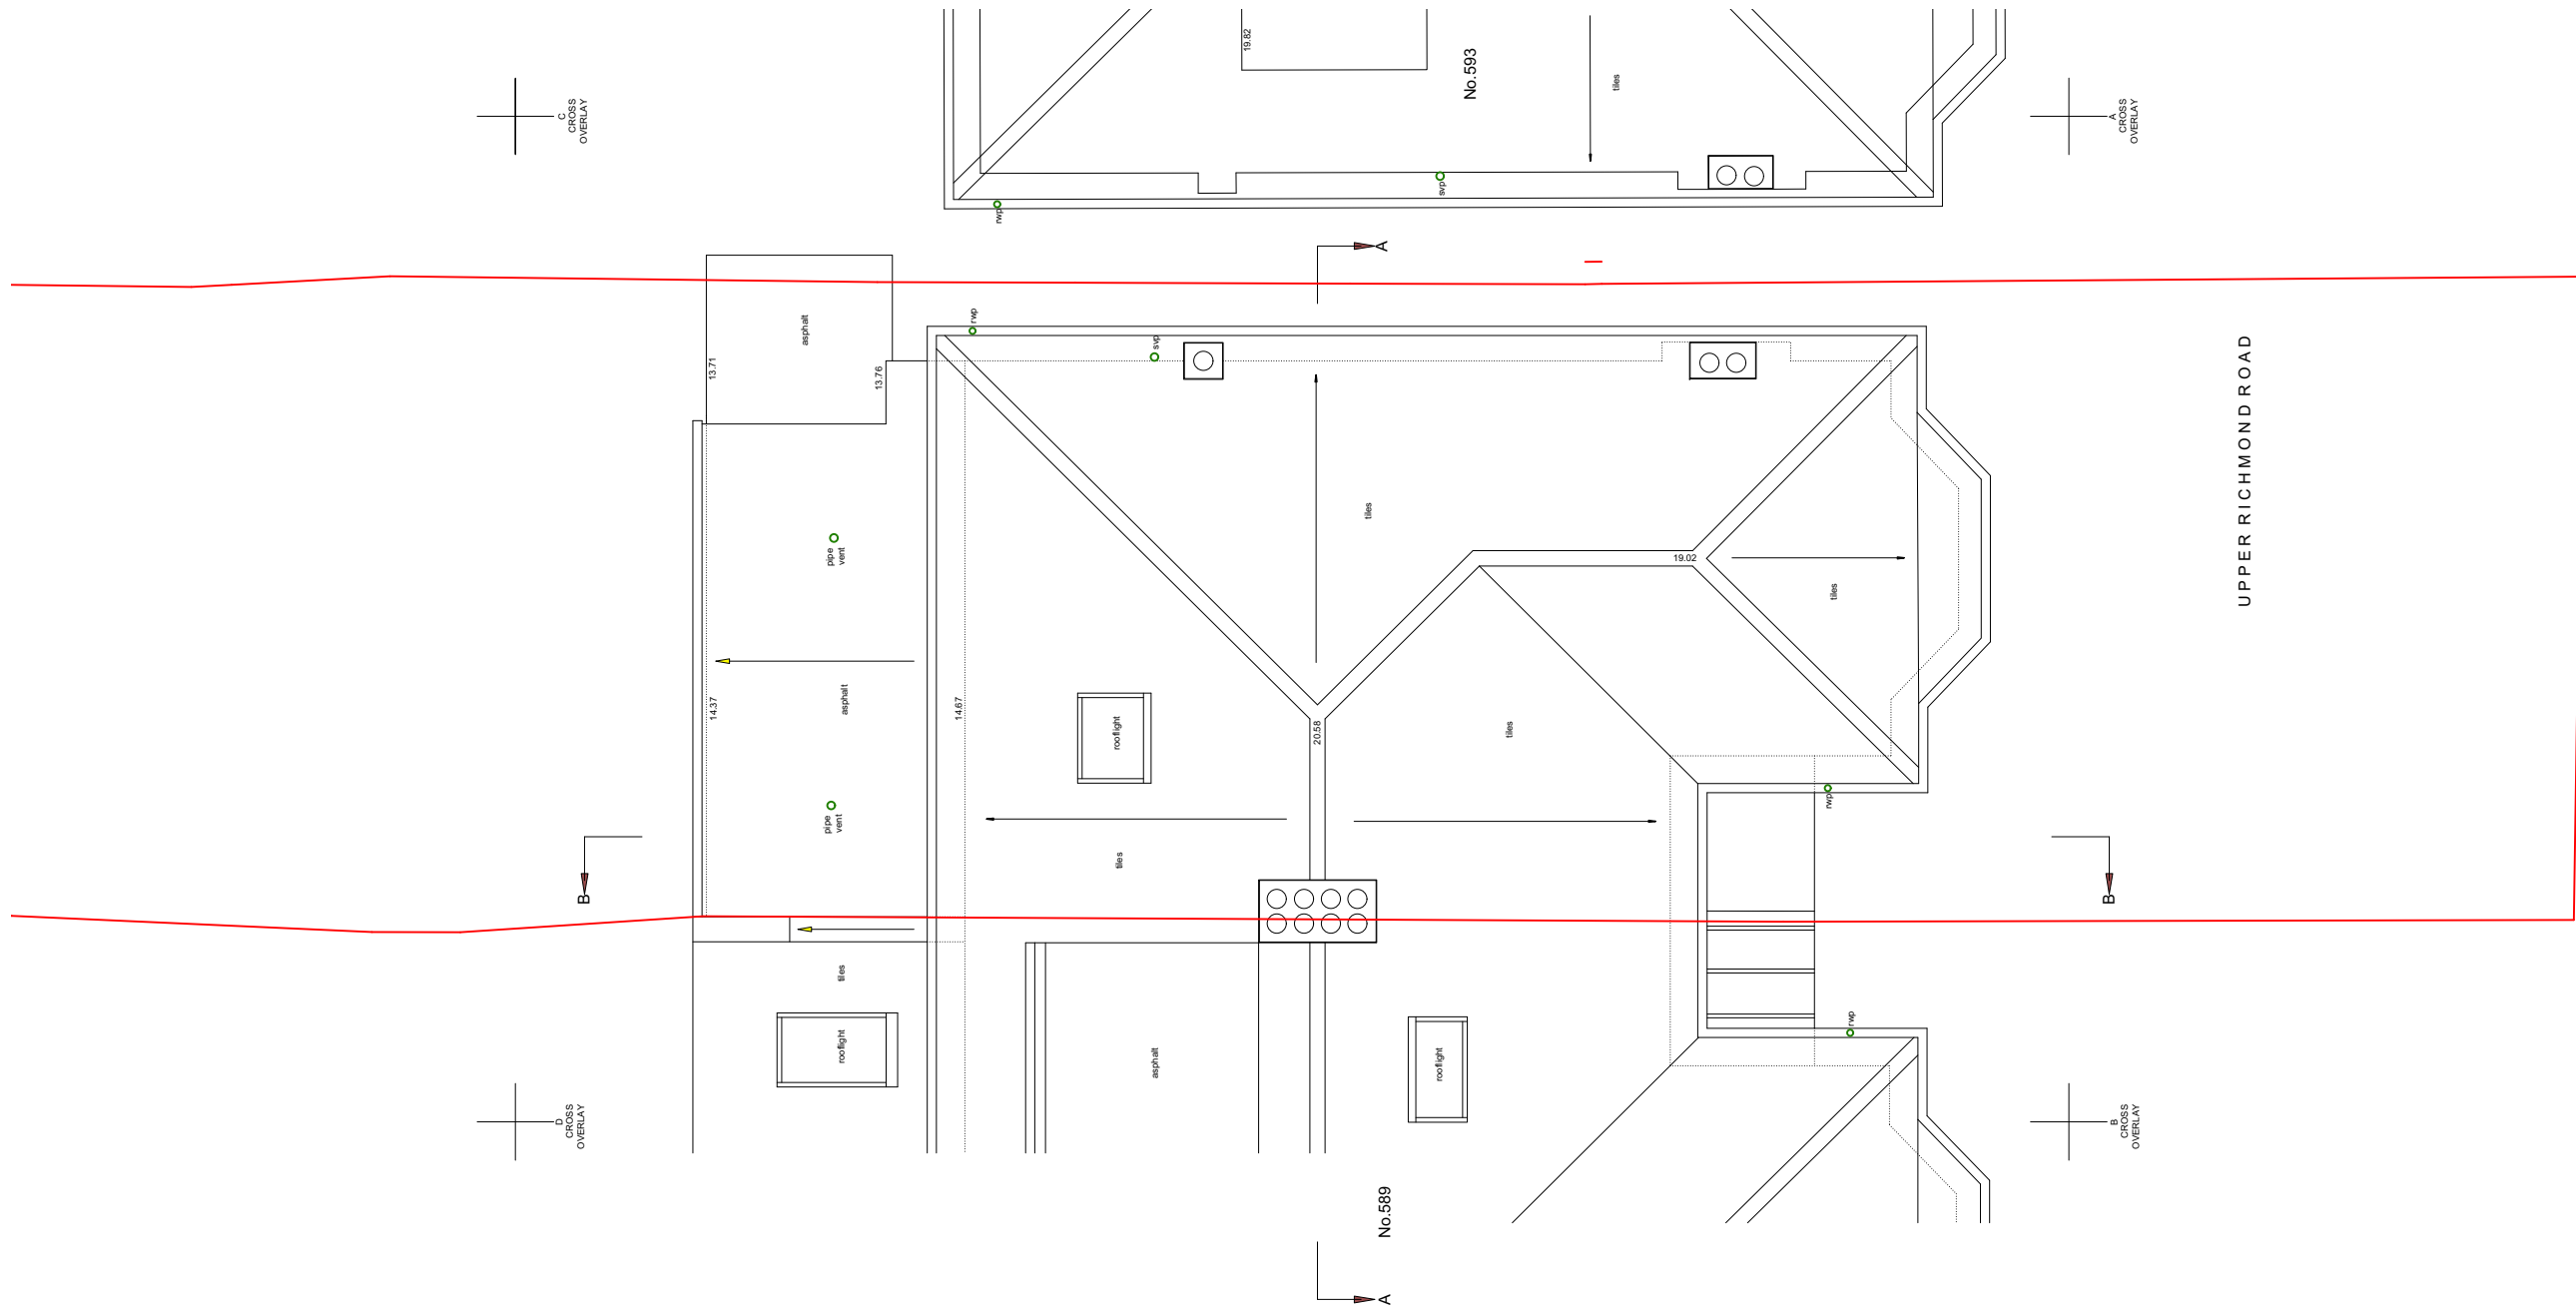 C
CROSS
OVERLAY
19.82
No.593
tiles
A
CROSS
OVERLAY
svp
rwp
A
asphalt
rwp
svp
13.71
13.76
UPPER RICHMOND ROAD
tiles
pipe
vent
19.02
tiles
asphalt
14.37
14.67
rooflight
20.58
tiles
pipe
vent
rwp
tiles
B
B
tiles
rooflight
asphalt
rooflight
rwp
D
CROSS
OVERLAY
B
CROSS
OVERLAY
No.589
A